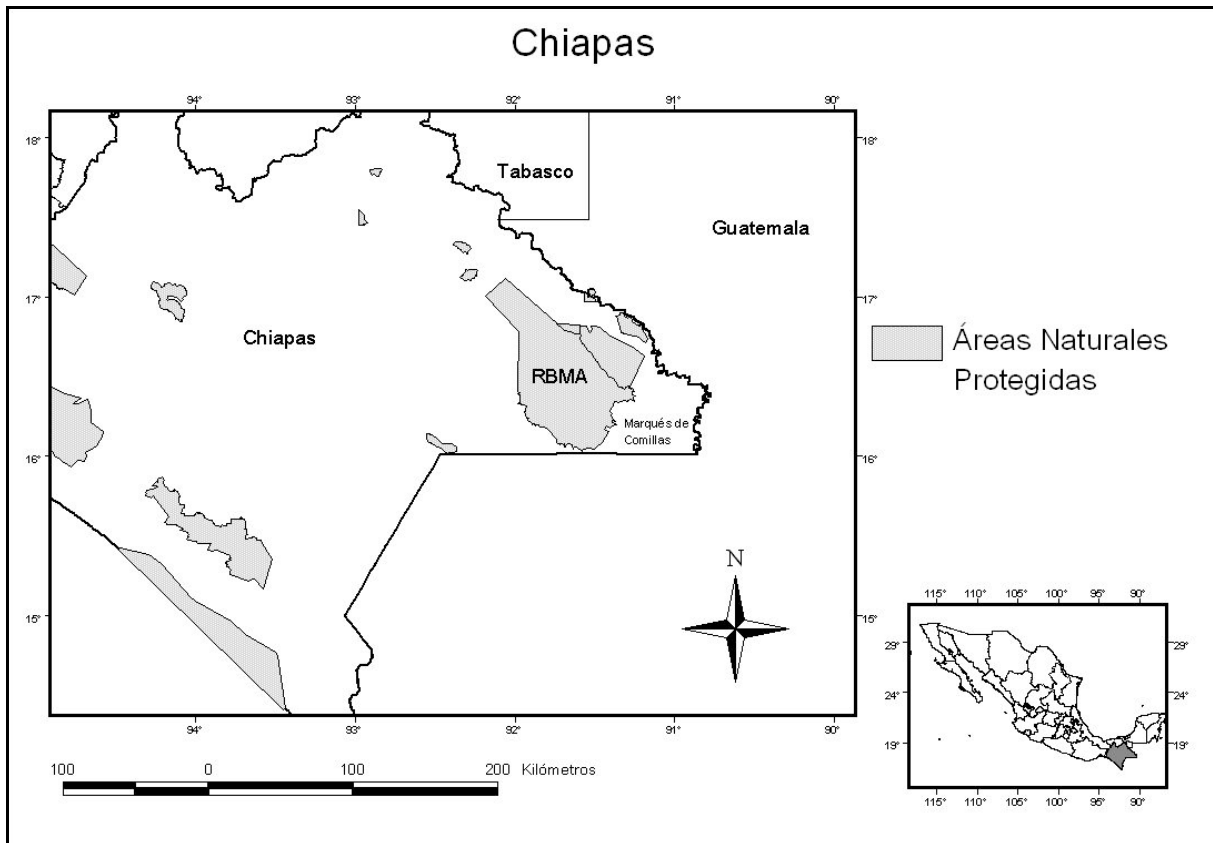 Chiapas
94° 93° 92° 91° 90°
18° 18°
Tabasco
Guatemala
17° 17°
Chiapas
Áreas Naturales
Protegidas
RBMA
Marqués de
Comillas
16° 16°
N
15° 15°
94° 93° 92° 91° 90°
100 0 100 200 Kilómetros
115° 110° 105° 100° 95° 90°
29° 29°
24° 24°
19° 19°
115° 110° 105° 100° 95° 90°